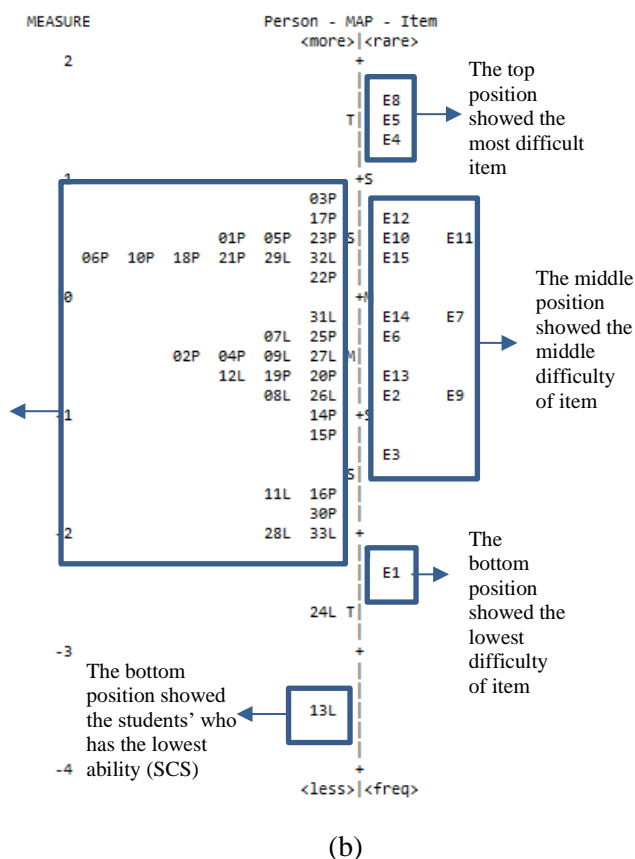 MEASURE Person - MAP - Item
<more>|<rare>
2 +
The top
position
showed the
most difficult
item
E8
T| E5
E4
1 +S
03P
17P E12
01P 05P 23P S| E10 E11
06P 10P 18P 21P 29L 32L E15
22P
0 +M
31L E14 E7
07L 25P E6
02P 04P 09L 27L M|
12L 19P 20P E13
08L 26L E2 E9
-1 14P +S
15P
E3
S|
11L 16P
30P
-2 28L 33L +
The middle
position
showed the
middle
difficulty
of item
E1
24L T|
The
bottom
position
showed the
lowest
difficulty
of item
-3 +
The bottom
position showed
the students’ who
has the lowest
ability (SCS)
13L
-4 +
<less>|<freq>
(b)